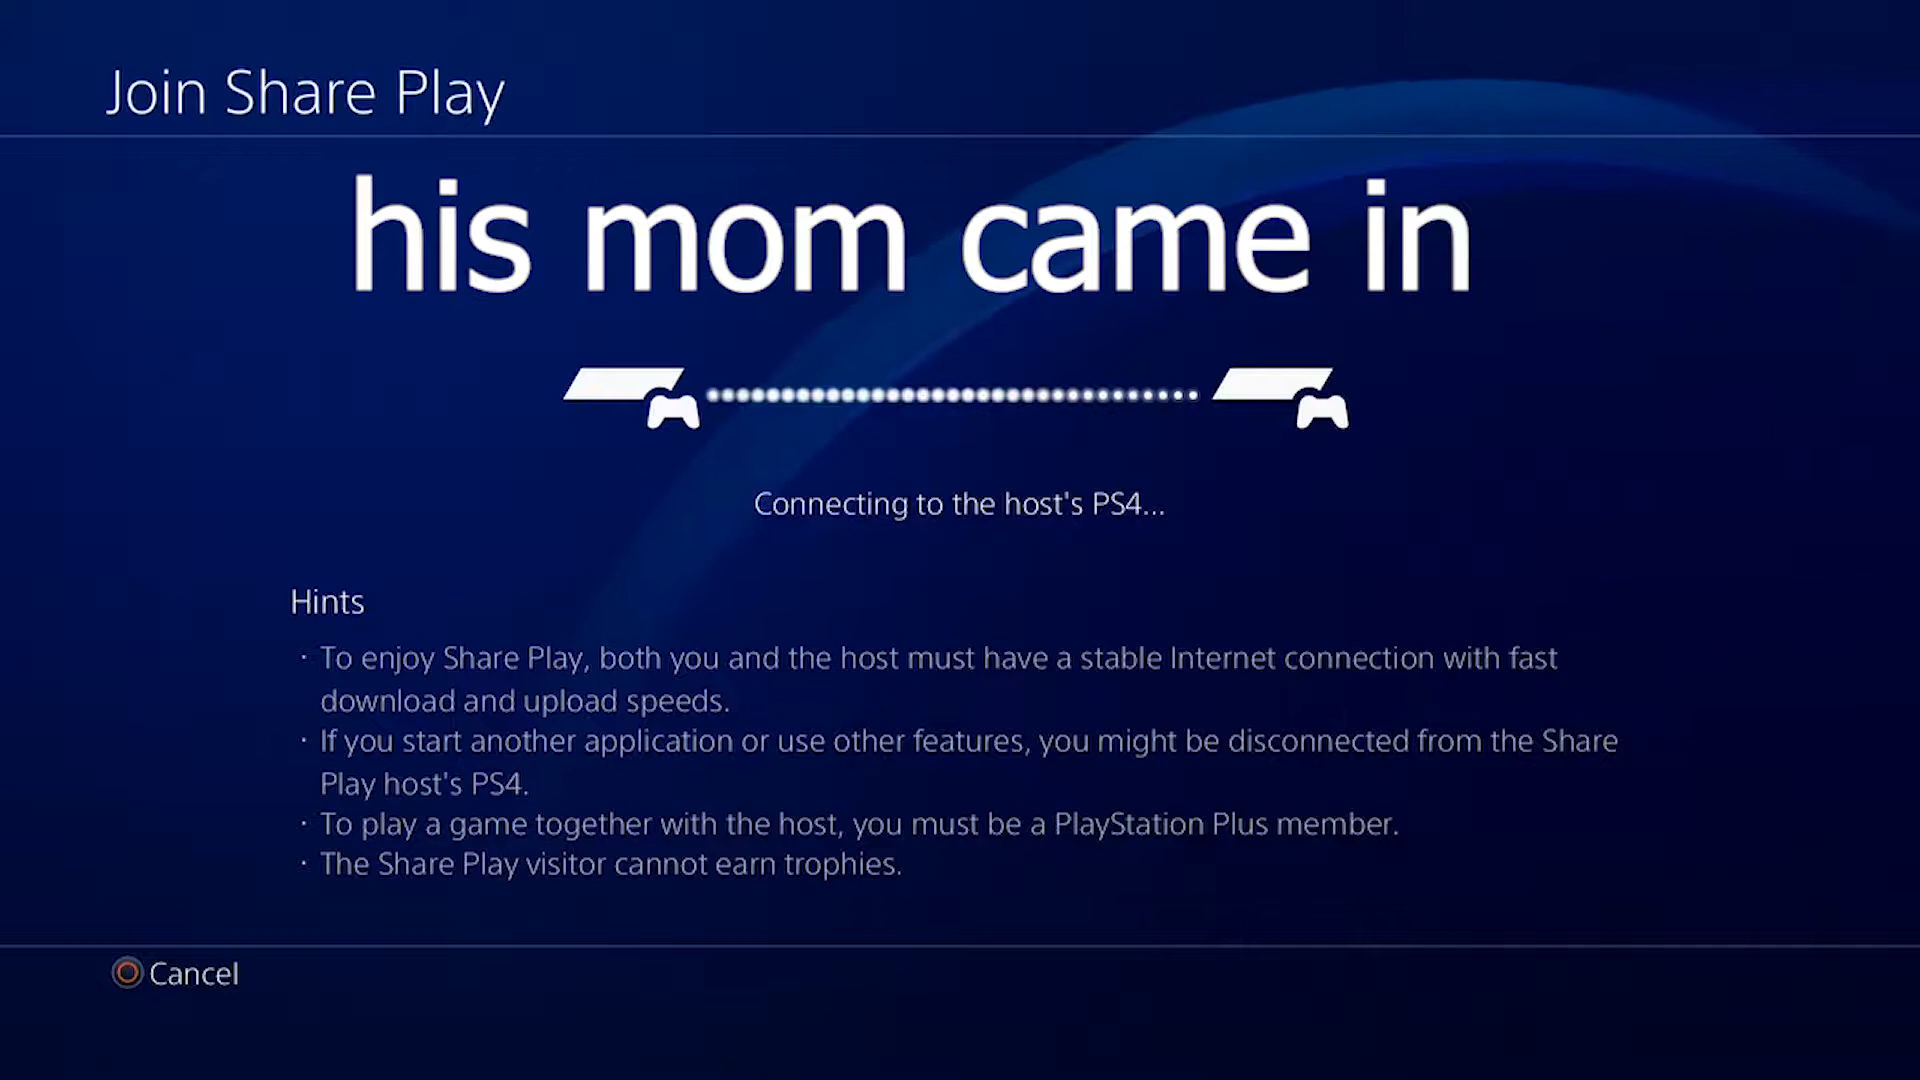 Join Share Play
his mom came in
Connecting to the host's PS4...
Hints
· To enjoy Share Play, both you and the host must have a stable Internet connection with fast
download and upload speeds.
· If you start another application or use other features, you might be disconnected from the Share
Play host's PS4.
· To play a game together with the host, you must be a PlayStation Plus member.
· The Share Play visitor cannot earn trophies.
Cancel